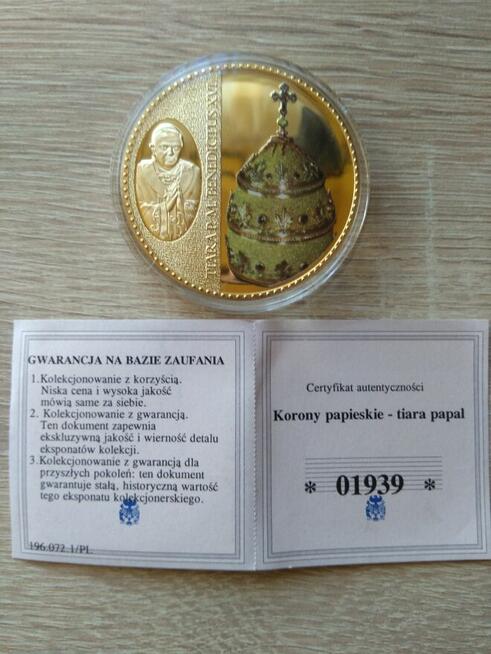 TIARA PAPAL BENEDICTUS XVI
GWARANCJA NA BAZIE ZAUFANIA
1.Kolekcjonowanie z korzyścią.
Niska cena i wysoka jakość
mówią same za siebie.
2. Kolekcjonowanie z gwarancją.
Ten dokument zapewnia
ekskluzywną jakość i wierność detalu
eksponatów kolekcji.
3.Kolekcjonowanie z gwarancją dla
przyszłych pokoleń: ten dokument
gwarantuje stałą, historyczną wartość
tego eksponatu kolekcjonerskiego.
196.072.1/PL
Certyfikat autentyczności
Korony papieskie - tiara papal
* 01939 *